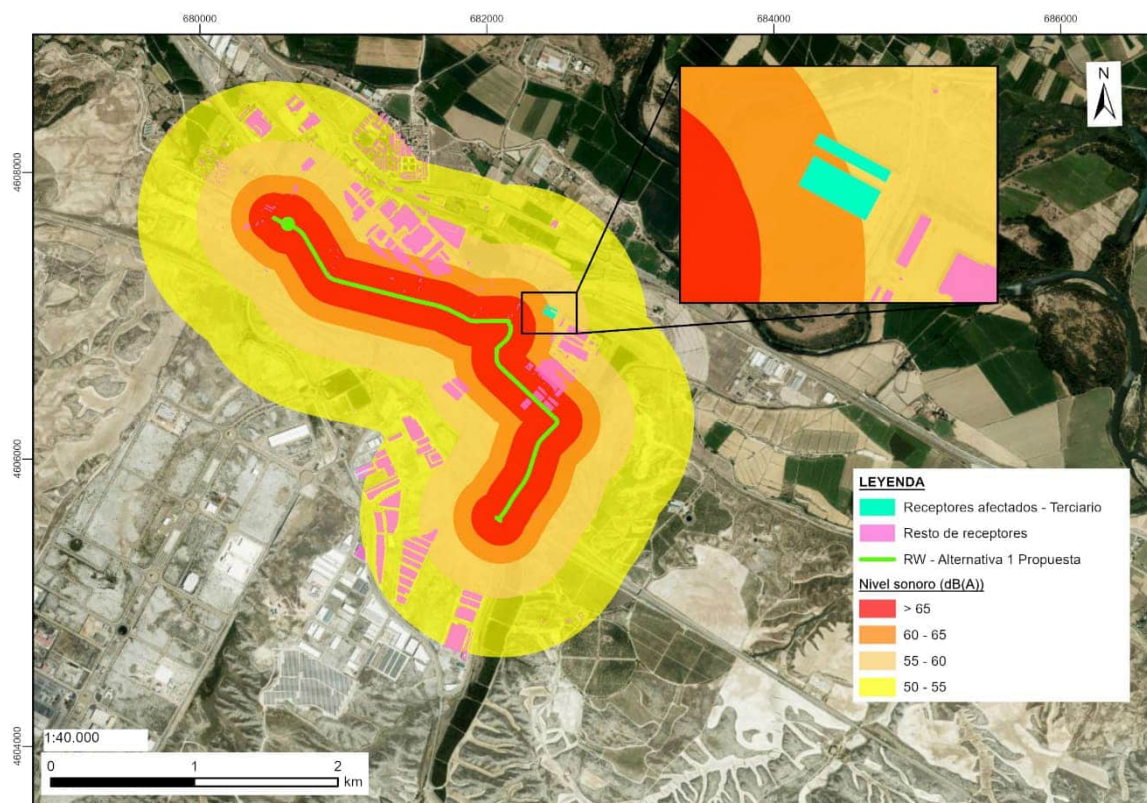 680000
682000
684000
686000
4608000
4606000
4604000
N
LEYENDA
Receptores afectados - Terciario
Resto de receptores
RW - Alternativa 1 Propuesta
Nivel sonoro (dB(A))
> 65
60 - 65
55 - 60
50 - 55
1:40.000
0 1 2
km